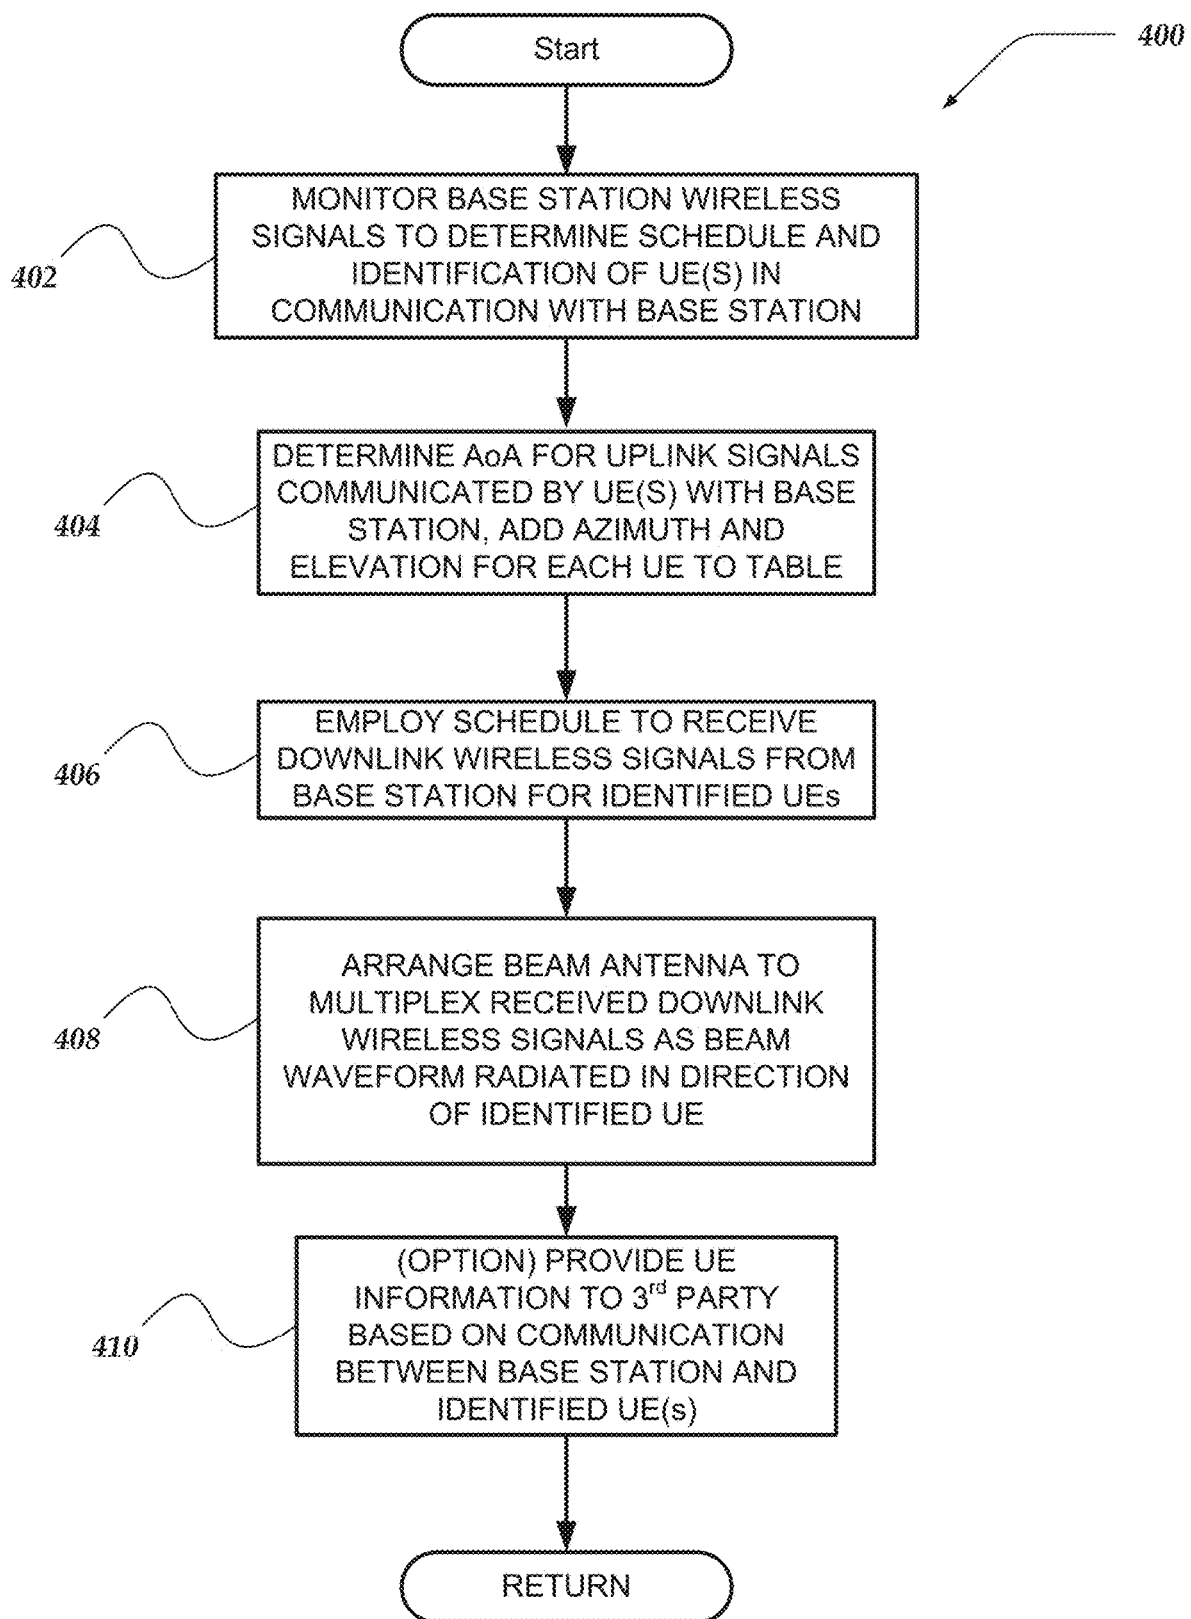 Start
400
402
MONITOR BASE STATION WIRELESS
SIGNALS TO DETERMINE SCHEDULE AND
IDENTIFICATION OF UE(S) IN
COMMUNICATION WITH BASE STATION
404
DETERMINE AoA FOR UPLINK SIGNALS
COMMUNICATED BY UE(S) WITH BASE
STATION, ADD AZIMUTH AND
ELEVATION FOR EACH UE TO TABLE
406
EMPLOY SCHEDULE TO RECEIVE
DOWNLINK WIRELESS SIGNALS FROM
BASE STATION FOR IDENTIFIED UEs
408
ARRANGE BEAM ANTENNA TO
MULTIPLEX RECEIVED DOWNLINK
WIRELESS SIGNALS AS BEAM
WAVEFORM RADIATED IN DIRECTION
OF IDENTIFIED UE
410
(OPTION) PROVIDE UE
INFORMATION TO 3rd PARTY
BASED ON COMMUNICATION
BETWEEN BASE STATION AND
IDENTIFIED UE(s)
RETURN